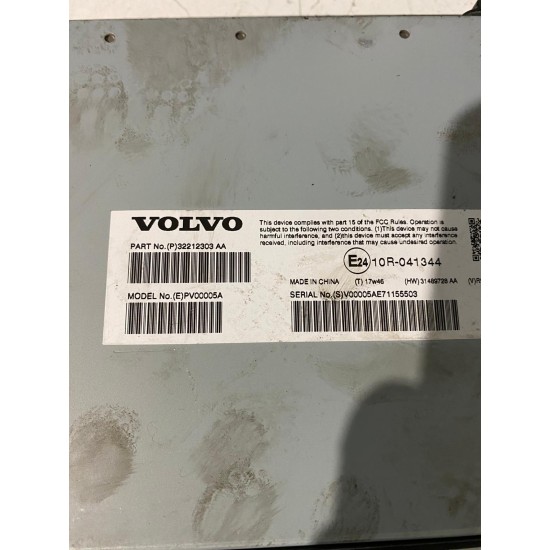 VOLVO
PART No.(P)32212303 AA
MODEL No.(E)PV00005A
This device complies with part 15 of the FCC Rules. Operation is
subject to the following two conditions. (1)This device may not cause
harmful interference, and (2)this device must accept any interference
received, including interference that may cause undesired operation.
E24 10R-041344
MADE IN CHINA (T) 17w46 (HW) 31489728 AA (V)R
SERIAL No.(S)V00005AE71155503